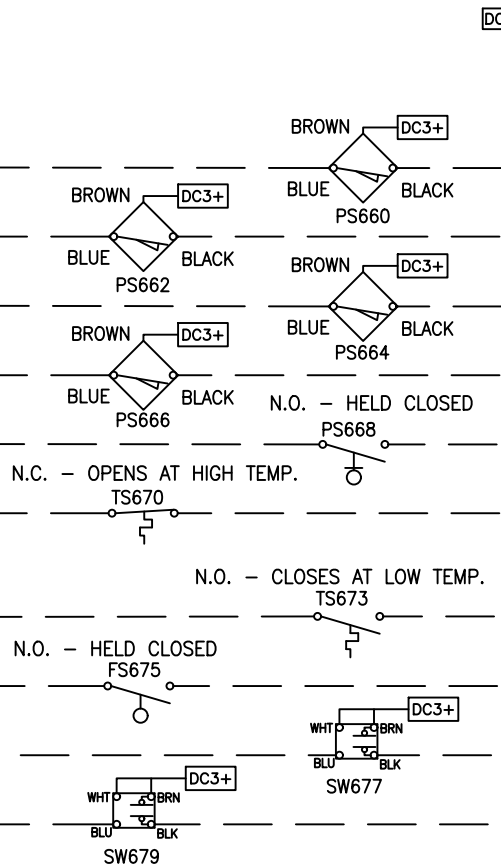 DC
BROWN DC3+
BLUE BLACK
PS660
BROWN DC3+
BLUE BLACK
PS662
BROWN DC3+
BLUE BLACK
PS664
BROWN DC3+
BLUE BLACK
PS666
N.O. - HELD CLOSED
PS668
N.C. - OPENS AT HIGH TEMP.
TS670
N.O. - CLOSES AT LOW TEMP.
TS673
N.O. - HELD CLOSED
FS675
DC3+
WHT BRN
BLU BLK
SW677
DC3+
WHT BRN
BLU BLK
SW679